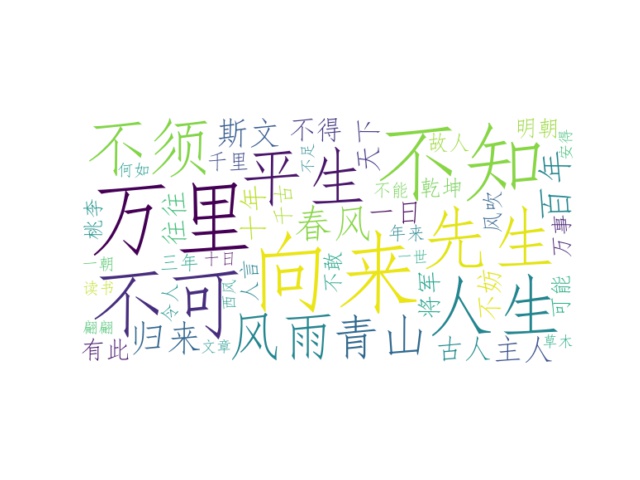 不须
斯文
不得
天下
不知
故人
明朝
安得
何如
千里
平生
不足
不能
乾坤
百年
桃李
万里
往往
十年
千古
春风
一日
风吹
万事
一朝
三年
十日
向来
年来
先生
读书
不可
令人
西风
人言
不敢
一世
将军
不妨
人生
可能
翩翩
有此
归来
文章
风雨
青山
古人
主人
草木